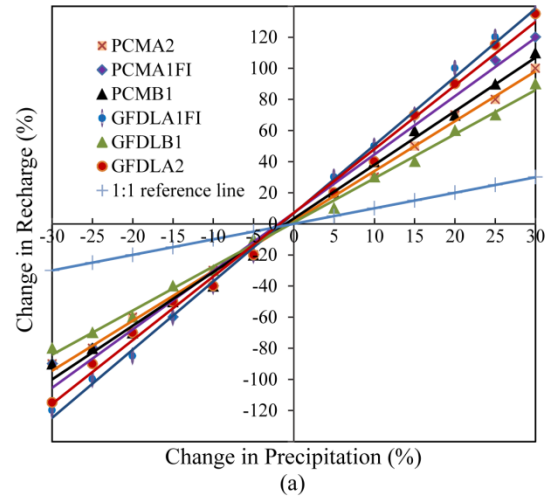 PCMA2
PCMA1FI
PCMB1
GFDLA1FI
GFDLB1
GFDLA2
1:1 reference line
120
100
80
60
40
20
0
-20
-40
-60
-80
-100
-120
-30 -25 -20 -15 -10 -5 0 5 10 15 20 25 30
Change in Recharge (%)
Change in Precipitation (%)
(a)